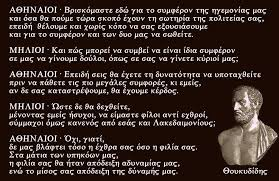 ΑΘΗΝΑΙΟΙ · Βρισκόμαστε εδώ για το συμφέρον της ηγεμονίας μας
και όσα θα πούμε τώρα σκοπό έχουν τη σωτηρία της πολιτείας σας,
επειδή θέλουμε και χωρίς κόπο να σας εξουσιάσουμε
και για το συμφέρον και των δυο μας να σωθείτε.
ΜΗΛΙΟΙ · Και πώς μπορεί να συμβεί να είναι ίδια συμφέρον
σε μας να γίνουμε δούλοι, όπως σε σας να γίνετε κύριοί μας;
ΑΘΗΝΑΙΟΙ · Επειδή σεις θα έχετε τη δυνατότητα να υποταχθείτε
πριν να πάθετε τις πιο μεγάλες συμφορές, κι εμείς,
αν δε σας καταστρέψουμε, θα έχουμε κέρδος.
ΜΗΛΙΟΙ · Ώστε δε θα δεχθείτε,
μένοντας εμείς ήσυχοι, να είμαστε φίλοι αντί εχθροί,
σύμμαχοι όμως κανενός από εσάς και Λακεδαιμονίους;
ΑΘΗΝΑΙΟΙ · Όχι, γιατί,
δε μας βλάφτει τόσο η έχθρα σας όσο η φιλία σας.
Στα μάτια των υπηκόων μας,
η φιλία σας θα ήταν απόδειξη αδυναμίας μας,
ενώ το μίσος σας απόδειξη της δύναμής μας.
Θουκυδίδης